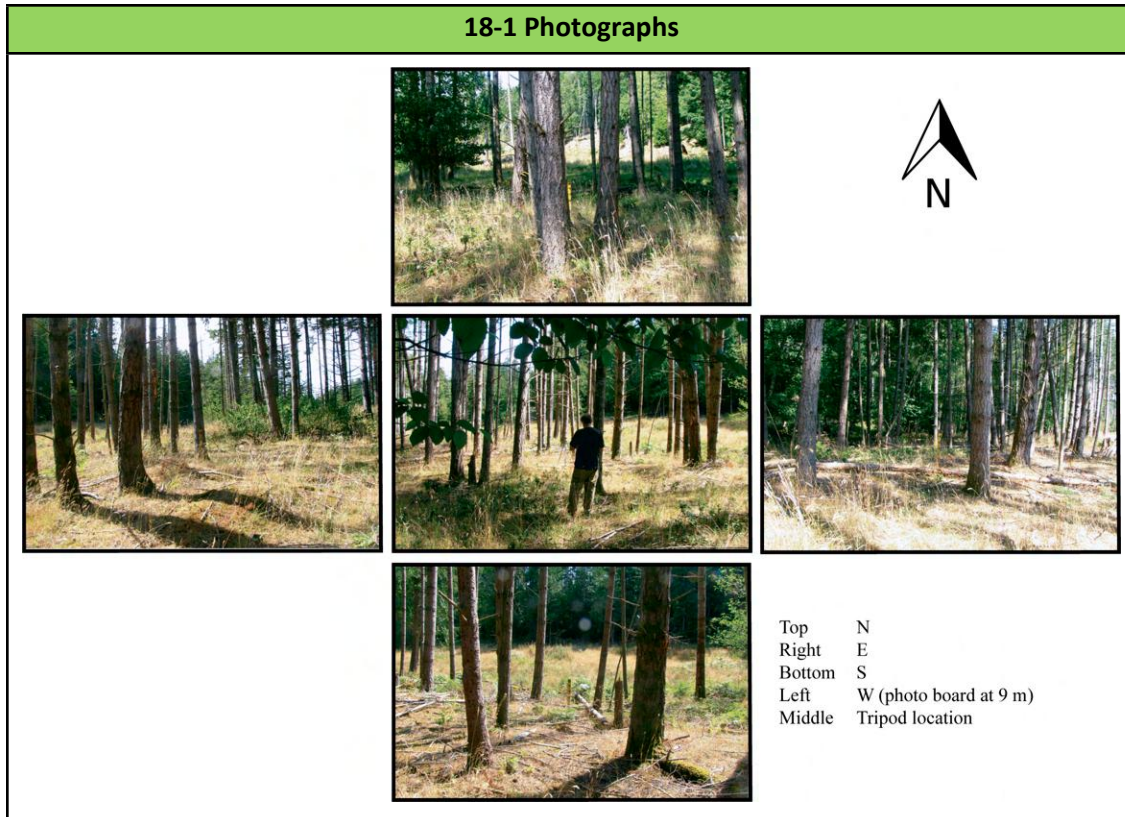 18-1 Photographs
N
Top N
Right E
Bottom S
Left W (photo board at 9 m)
Middle Tripod location